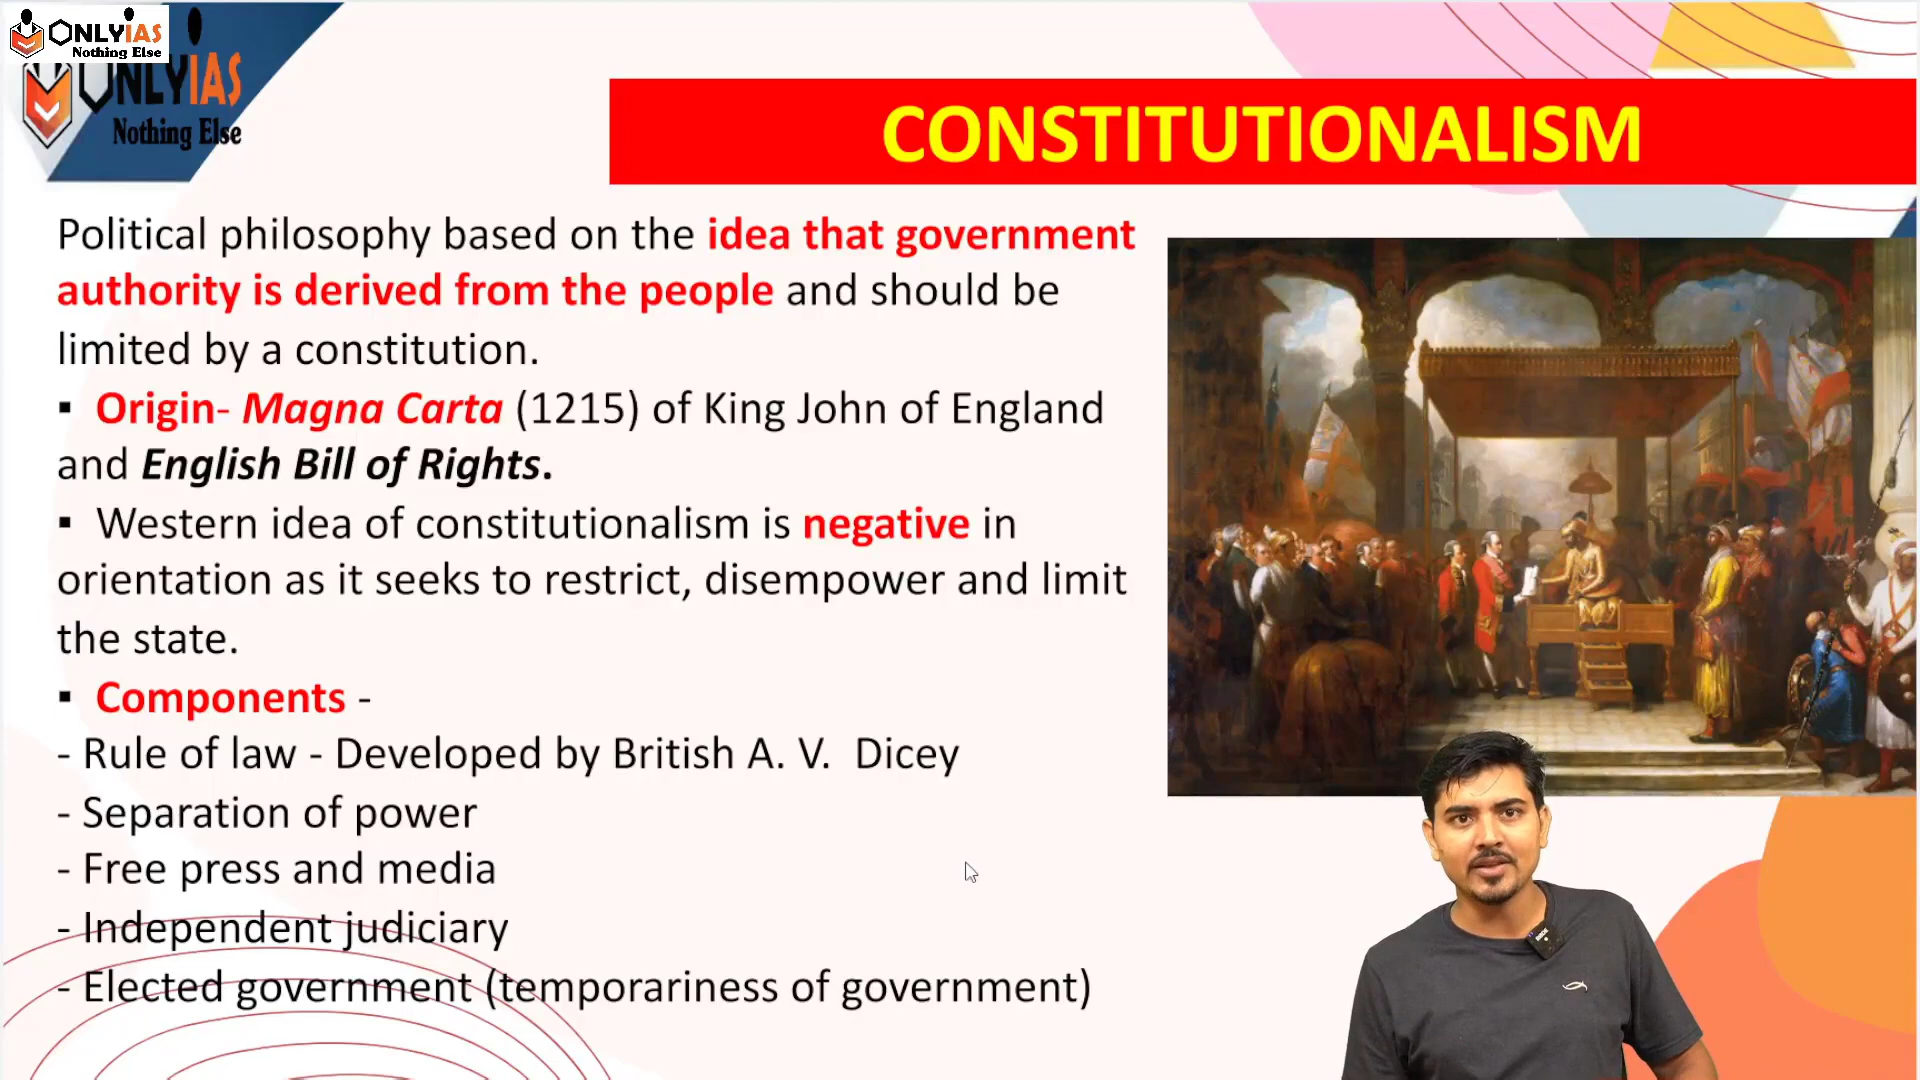 ONLYIAS
Nothing Else
ONLYIAS
Nothing Else
CONSTITUTIONALISM
Political philosophy based on the idea that government
authority is derived from the people and should be
limited by a constitution.
▪ Origin- Magna Carta (1215) of King John of England
and English Bill of Rights.
▪ Western idea of constitutionalism is negative in
orientation as it seeks to restrict, disempower and limit
the state.
▪ Components -
- Rule of law - Developed by British A. V. Dicey
- Separation of power
- Free press and media
- Independent judiciary
- Elected government (temporariness of government)